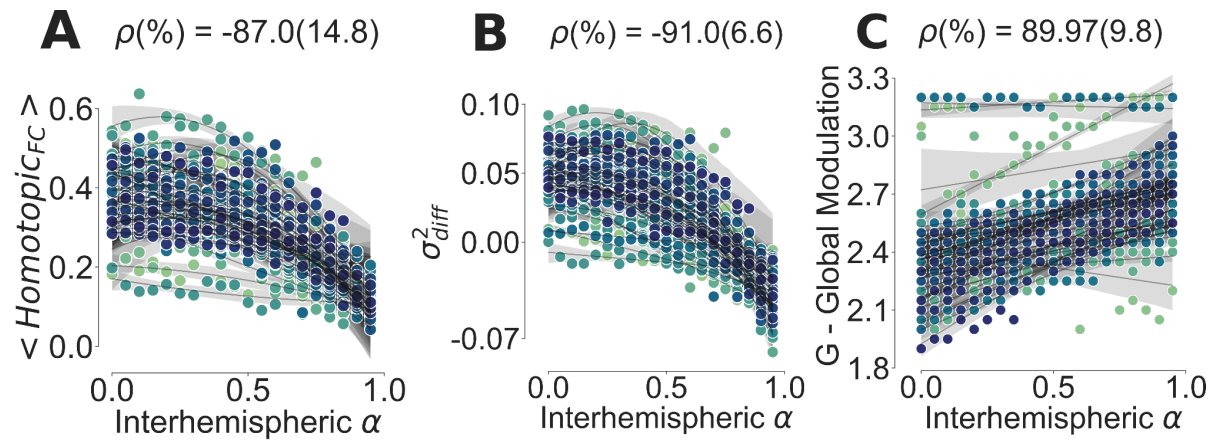 A
ρ(%) = -87.0(14.8)
< Homotopic_FC >
0.6
0.4
0.2
0.0
0.0 0.5 1.0
Interhemispheric α
B
ρ(%) = -91.0(6.6)
σ²_diff
0.10
0.05
0.00
-0.07
0.0 0.5 1.0
Interhemispheric α
C
ρ(%) = 89.97(9.8)
G - Global Modulation
3.3
3.0
2.7
2.4
2.1
1.8
0.0 0.5 1.0
Interhemispheric α